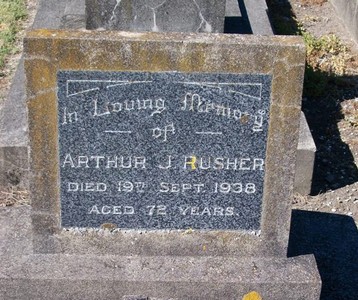 In Loving Memory
of
ARTHUR J. RUSHER
DIED 19TH SEPT. 1938
AGED 72 YEARS.